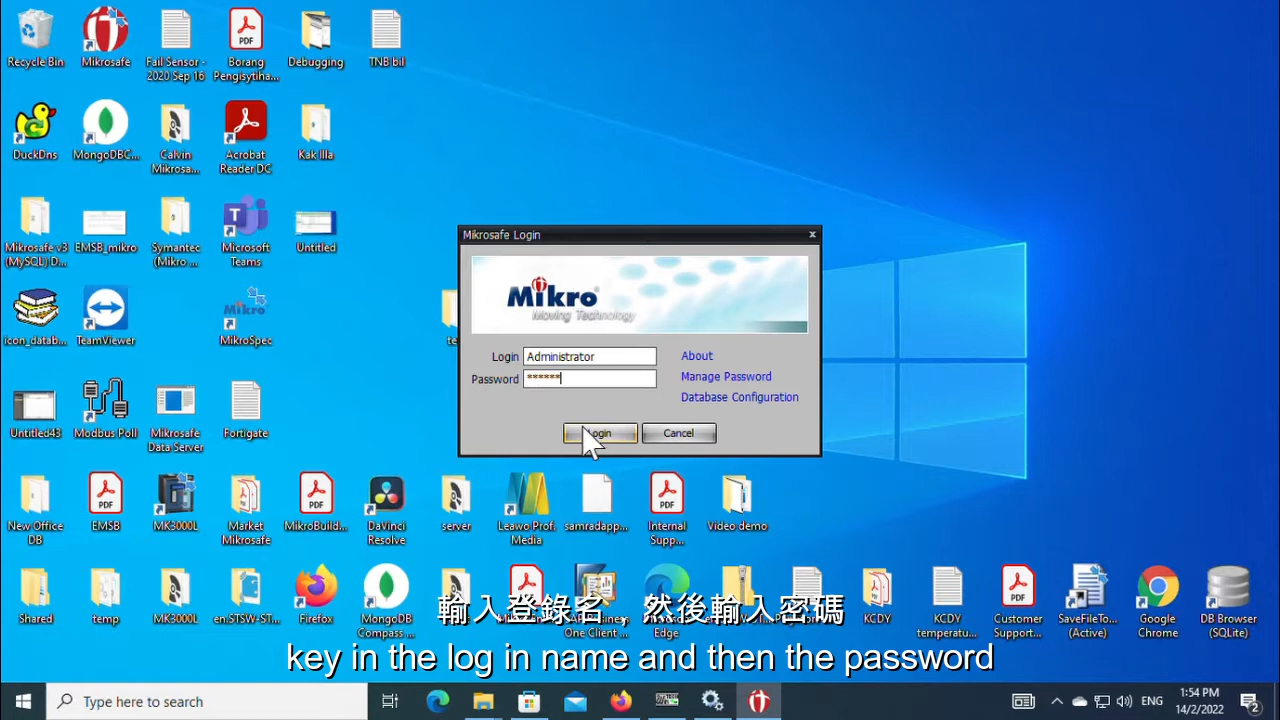 Recycle Bin
Mikrosafe
Fail Sensor -
2020 Sep 16
Borang
Pengisytiha...
Debugging
TNB bil
DuckDns
MongoDBC...
Calvin
Mikrosa...
Acrobat
Reader DC
Kak Illa
Mikrosafe v3
(MySQL) D...
EMSB_mikro
Symantec
(Mikro ...
Microsoft
Teams
Untitled
icon_datab...
TeamViewer
MikroSpec
Untitled43
Modbus Poll
Mikrosafe
Data Server
Fortigate
Mikrosafe Login
Mikro
Moving Technology
Login
Administrator
About
Password
******
Manage Password
Database Configuration
Login
Cancel
New Office
DB
EMSB
MK3000L
Market
Mikrosafe
MikroBuild...
DaVinci
Resolve
server
Leawo Prof.
Media
samradapp...
Internal
Supp...
Video demo
Shared
temp
MK3000L
en.STSW-ST...
Firefox
MongoDB
Compass ...
One Client ...
Edge
KCDY
KCDY
temperatu...
Customer
Support...
SaveFileTo...
(Active)
Google
Chrome
DB Browser
(SQLite)
輸入登錄名，然後輸入密碼
key in the log in name and then the password
Type here to search
ENG
1:54 PM
14/2/2022
2